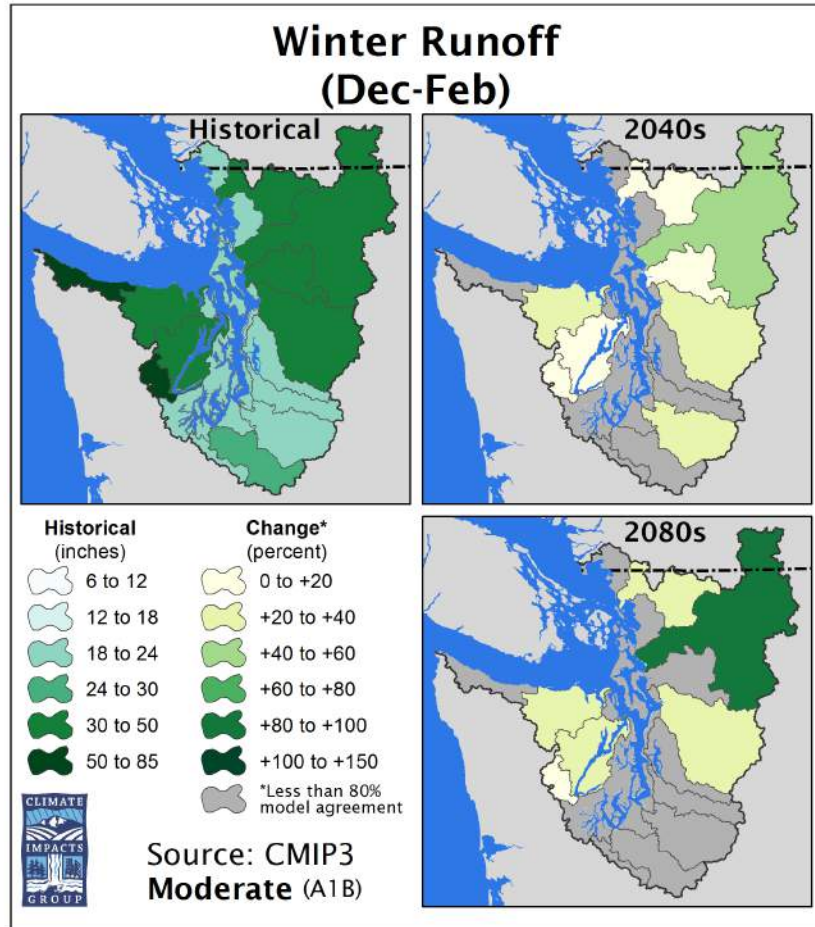 Winter Runoff
(Dec-Feb)
Historical
2040s
Historical
(inches)
6 to 12
12 to 18
18 to 24
24 to 30
30 to 50
50 to 85
Change*
(percent)
0 to +20
+20 to +40
+40 to +60
+60 to +80
+80 to +100
+100 to +150
*Less than 80%
model agreement
2080s
CLIMATE
IMPACTS
GROUP
Source: CMIP3
Moderate (A1B)